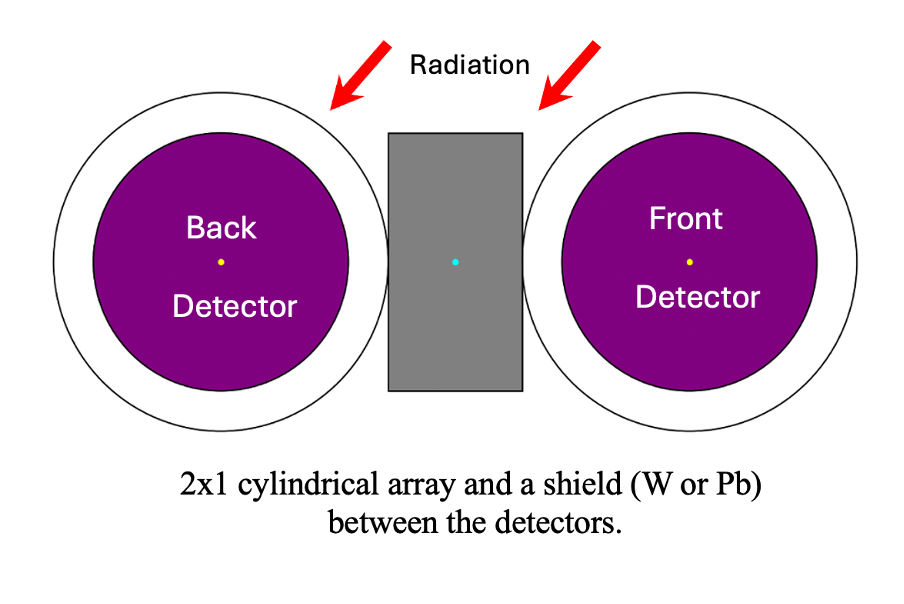 Radiation
Back
Detector
Front
Detector
2x1 cylindrical array and a shield (W or Pb)
between the detectors.